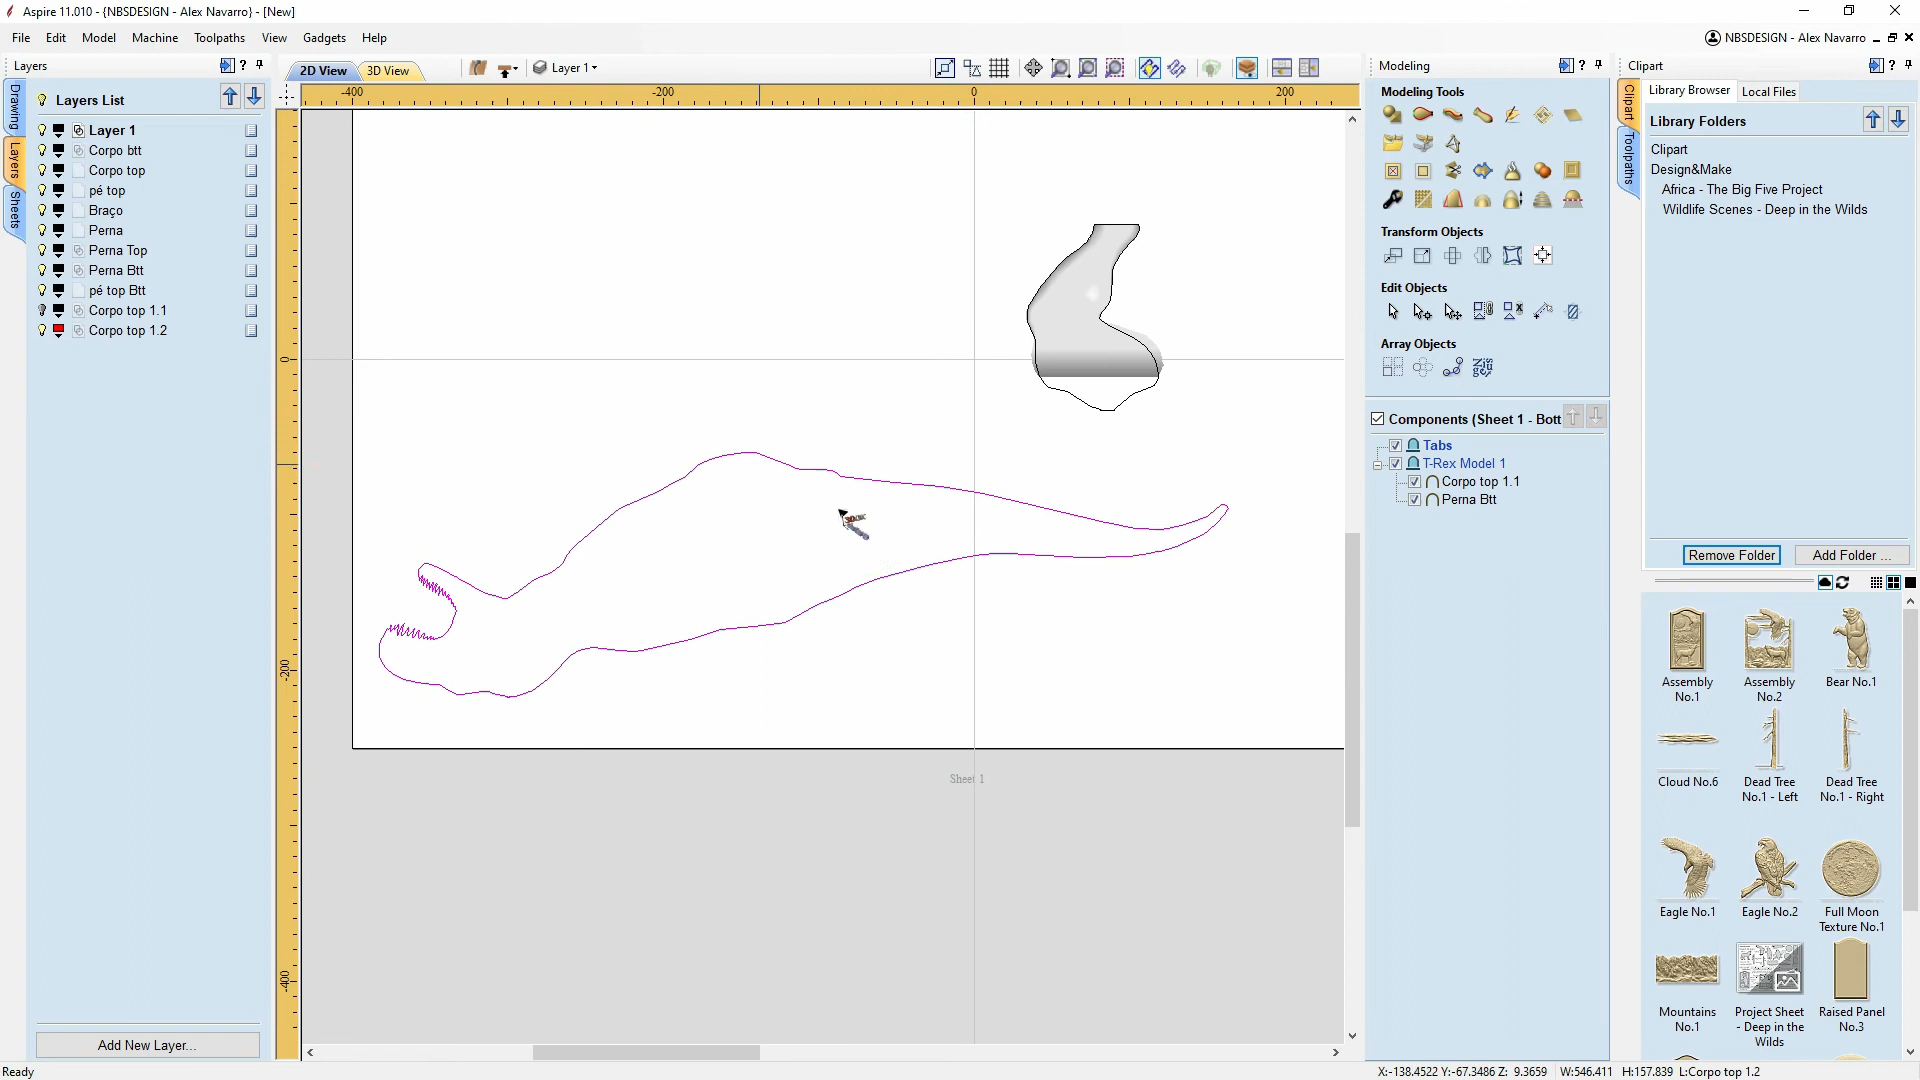 Aspire 11.010 - {NBSDESIGN - Alex Navarro} - [New]
File Edit Model Machine Toolpaths View Gadgets Help
NBSDESIGN - Alex Navarro
Layers
Drawing
Layers
Sheets
Layers List
Layer 1
Corpo btt
Corpo top
pé top
Braço
Perna
Perna Top
Perna Btt
pé top Btt
Corpo top 1.1
Corpo top 1.2
Add New Layer...
2D View
3D View
Layer 1
-400
-200
0
200
0
-200
-400
Sheet 1
Modeling
Modeling Tools
Transform Objects
Edit Objects
Array Objects
Components (Sheet 1 - Bott
Tabs
T-Rex Model 1
Corpo top 1.1
Perna Btt
Clipart
Clipart
Toolpaths
Library Browser
Local Files
Library Folders
Clipart
Design&Make
Africa - The Big Five Project
Wildlife Scenes - Deep in the Wilds
Remove Folder
Add Folder ...
Assembly No.1
Assembly No.2
Bear No.1
Cloud No.6
Dead Tree No.1 - Left
Dead Tree No.1 - Right
Eagle No.1
Eagle No.2
Full Moon Texture No.1
Mountains No.1
Project Sheet - Deep in the Wilds
Raised Panel No.3
Ready
X:-138.4522 Y:-67.3486 Z: 9.3659 W:546.411 H:157.839 L:Corpo top 1.2